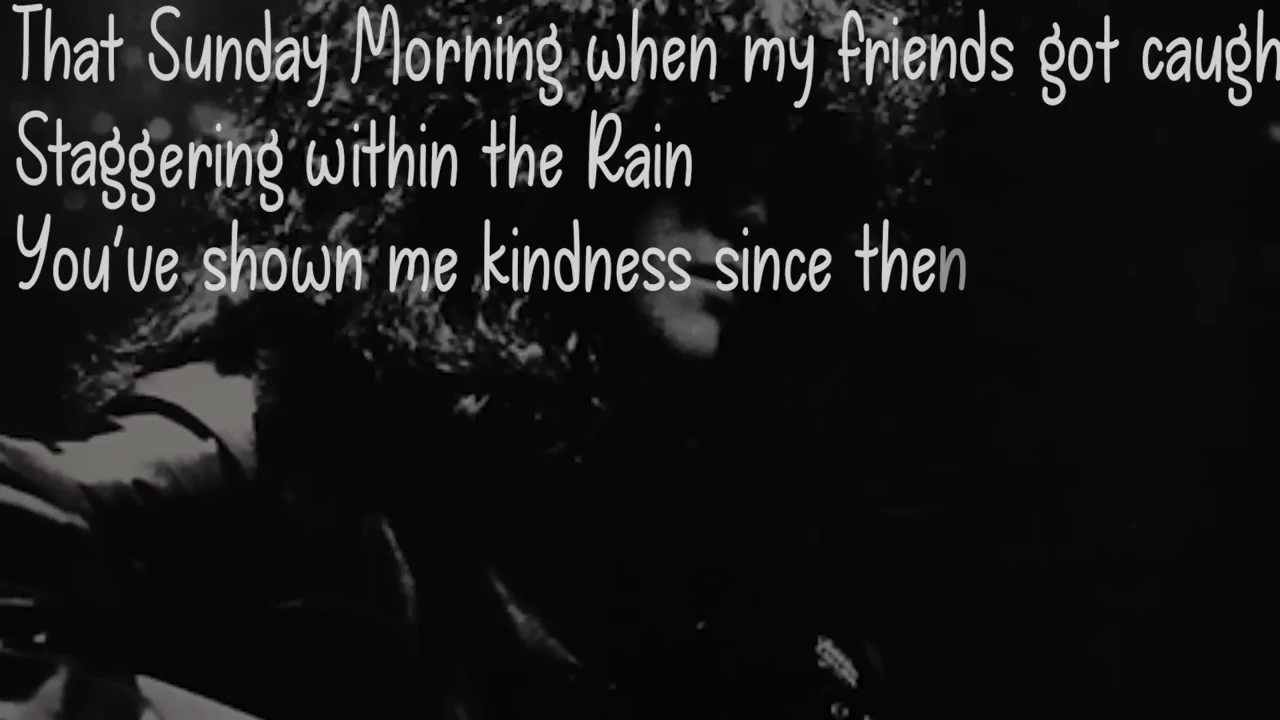 That Sunday Morning when my friends got caugh
Staggering within the Rain
You've shown me kindness since then